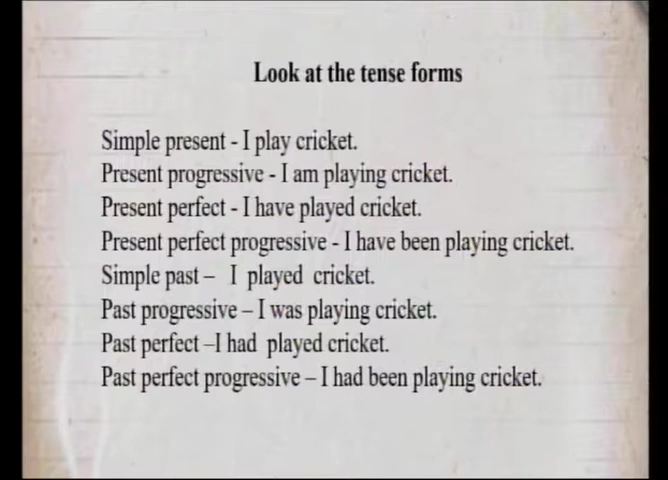 Look at the tense forms
Simple present - I play cricket.
Present progressive - I am playing cricket.
Present perfect - I have played cricket.
Present perfect progressive - I have been playing cricket.
Simple past – I played cricket.
Past progressive – I was playing cricket.
Past perfect –I had played cricket.
Past perfect progressive – I had been playing cricket.